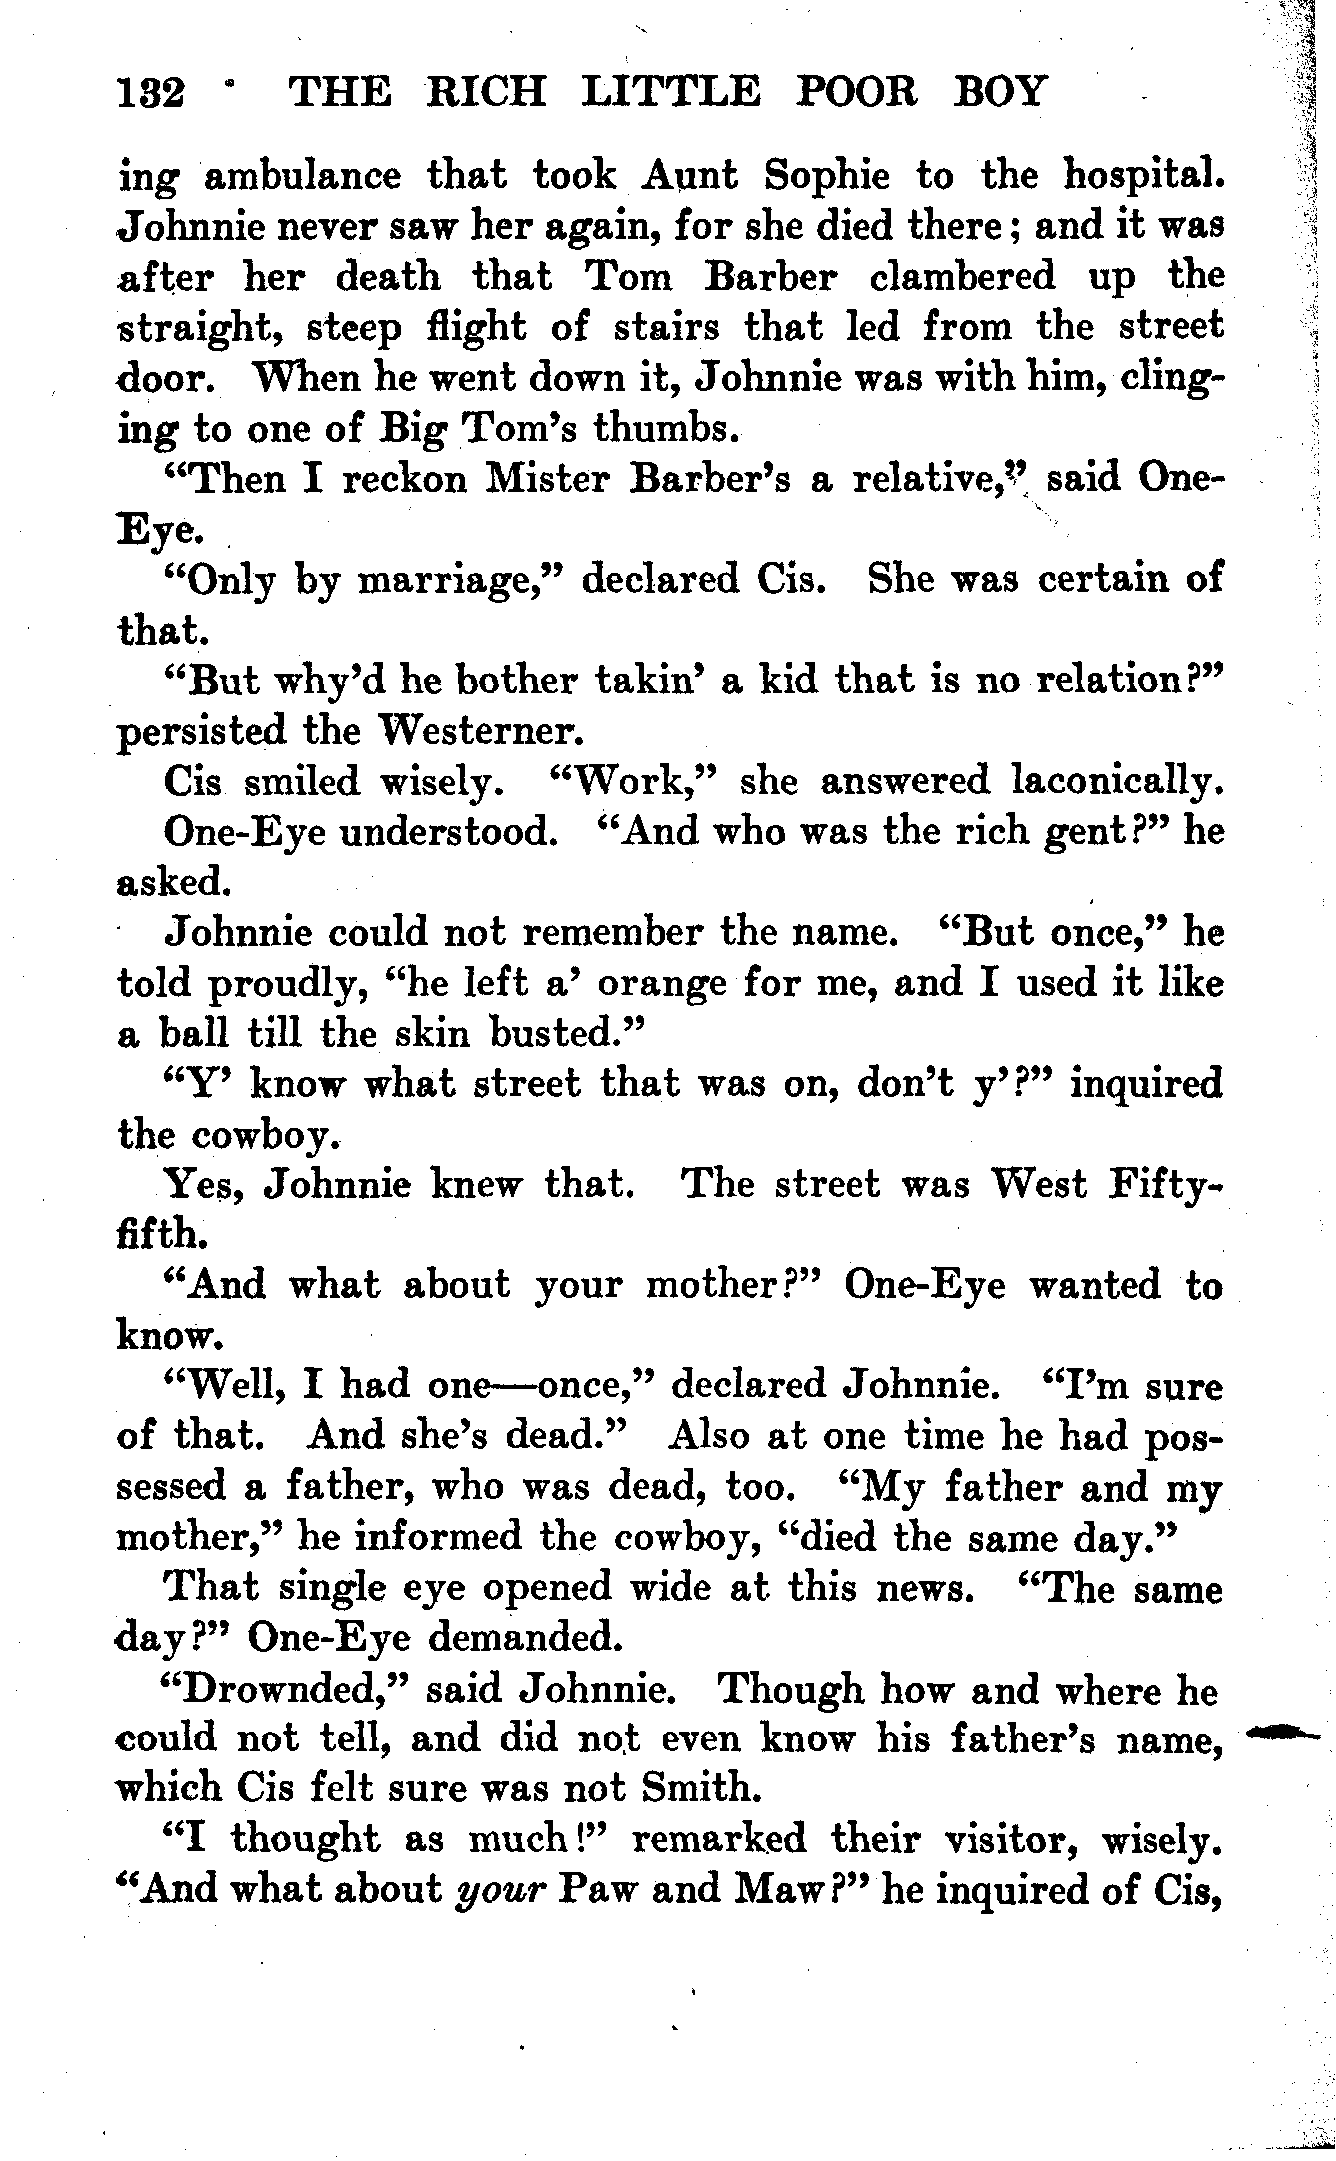 132 THE RICH LITTLE POOR BOY
ing ambulance that took Aunt Sophie to the hospital.
Johnnie never saw her again, for she died there; and it was
after her death that Tom Barber clambered up the
straight, steep flight of stairs that led from the street
door. When he went down it, Johnnie was with him, cling-
ing to one of Big Tom's thumbs.
"Then I reckon Mister Barber's a relative," said One-
Eye.
"Only by marriage," declared Cis. She was certain of
that.
"But why'd he bother takin' a kid that is no relation?"
persisted the Westerner.
Cis smiled wisely. "Work," she answered laconically.
One-Eye understood. "And who was the rich gent?" he
asked.
Johnnie could not remember the name. "But once," he
told proudly, "he left a' orange for me, and I used it like
a ball till the skin busted."
"Y' know what street that was on, don't y'?" inquired
the cowboy.
Yes, Johnnie knew that. The street was West Fifty-
fifth.
"And what about your mother?" One-Eye wanted to
know.
"Well, I had one—once," declared Johnnie. "I'm sure
of that. And she's dead." Also at one time he had pos-
sessed a father, who was dead, too. "My father and my
mother," he informed the cowboy, "died the same day."
That single eye opened wide at this news. "The same
day?" One-Eye demanded.
"Drownded," said Johnnie. Though how and where he
could not tell, and did not even know his father's name,
which Cis felt sure was not Smith.
"I thought as much!" remarked their visitor, wisely.
"And what about your Paw and Maw?" he inquired of Cis,